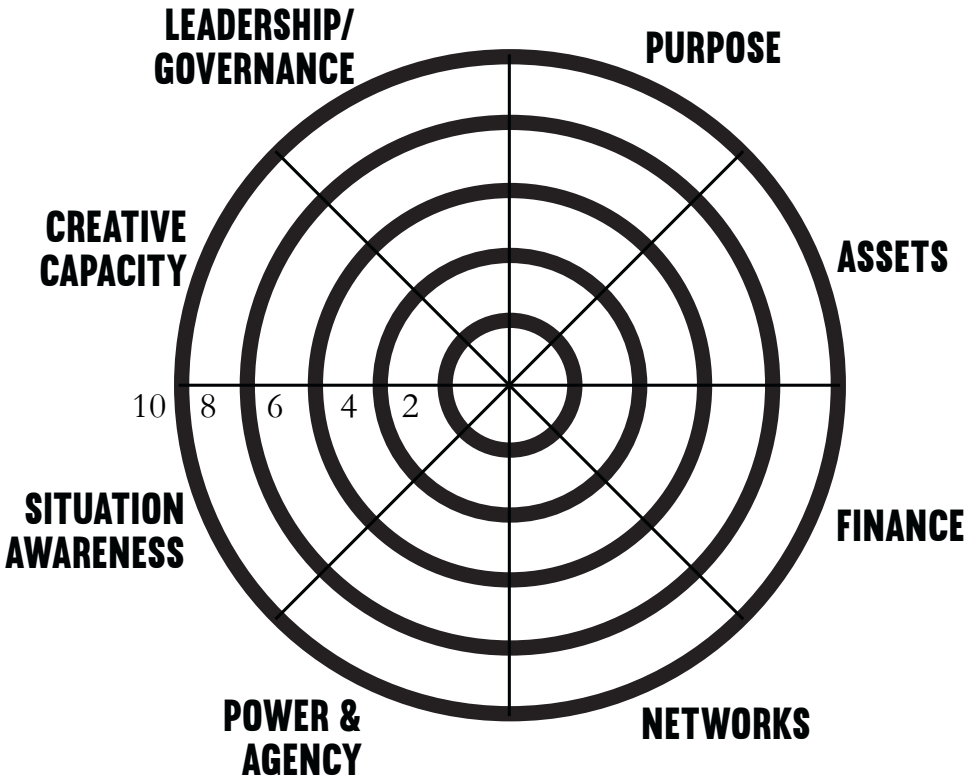 LEADERSHIP/
GOVERNANCE
PURPOSE
CREATIVE
CAPACITY
ASSETS
10 8 6 4 2
SITUATION
AWARENESS
FINANCE
POWER &
AGENCY
NETWORKS